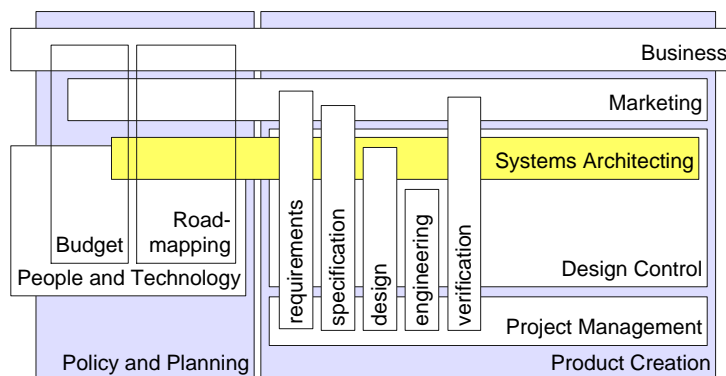 Business
Marketing
Systems Architecting
Road-
mapping
Budget
People and Technology
requirements
specification
design
engineering
verification
Design Control
Project Management
Policy and Planning
Product Creation